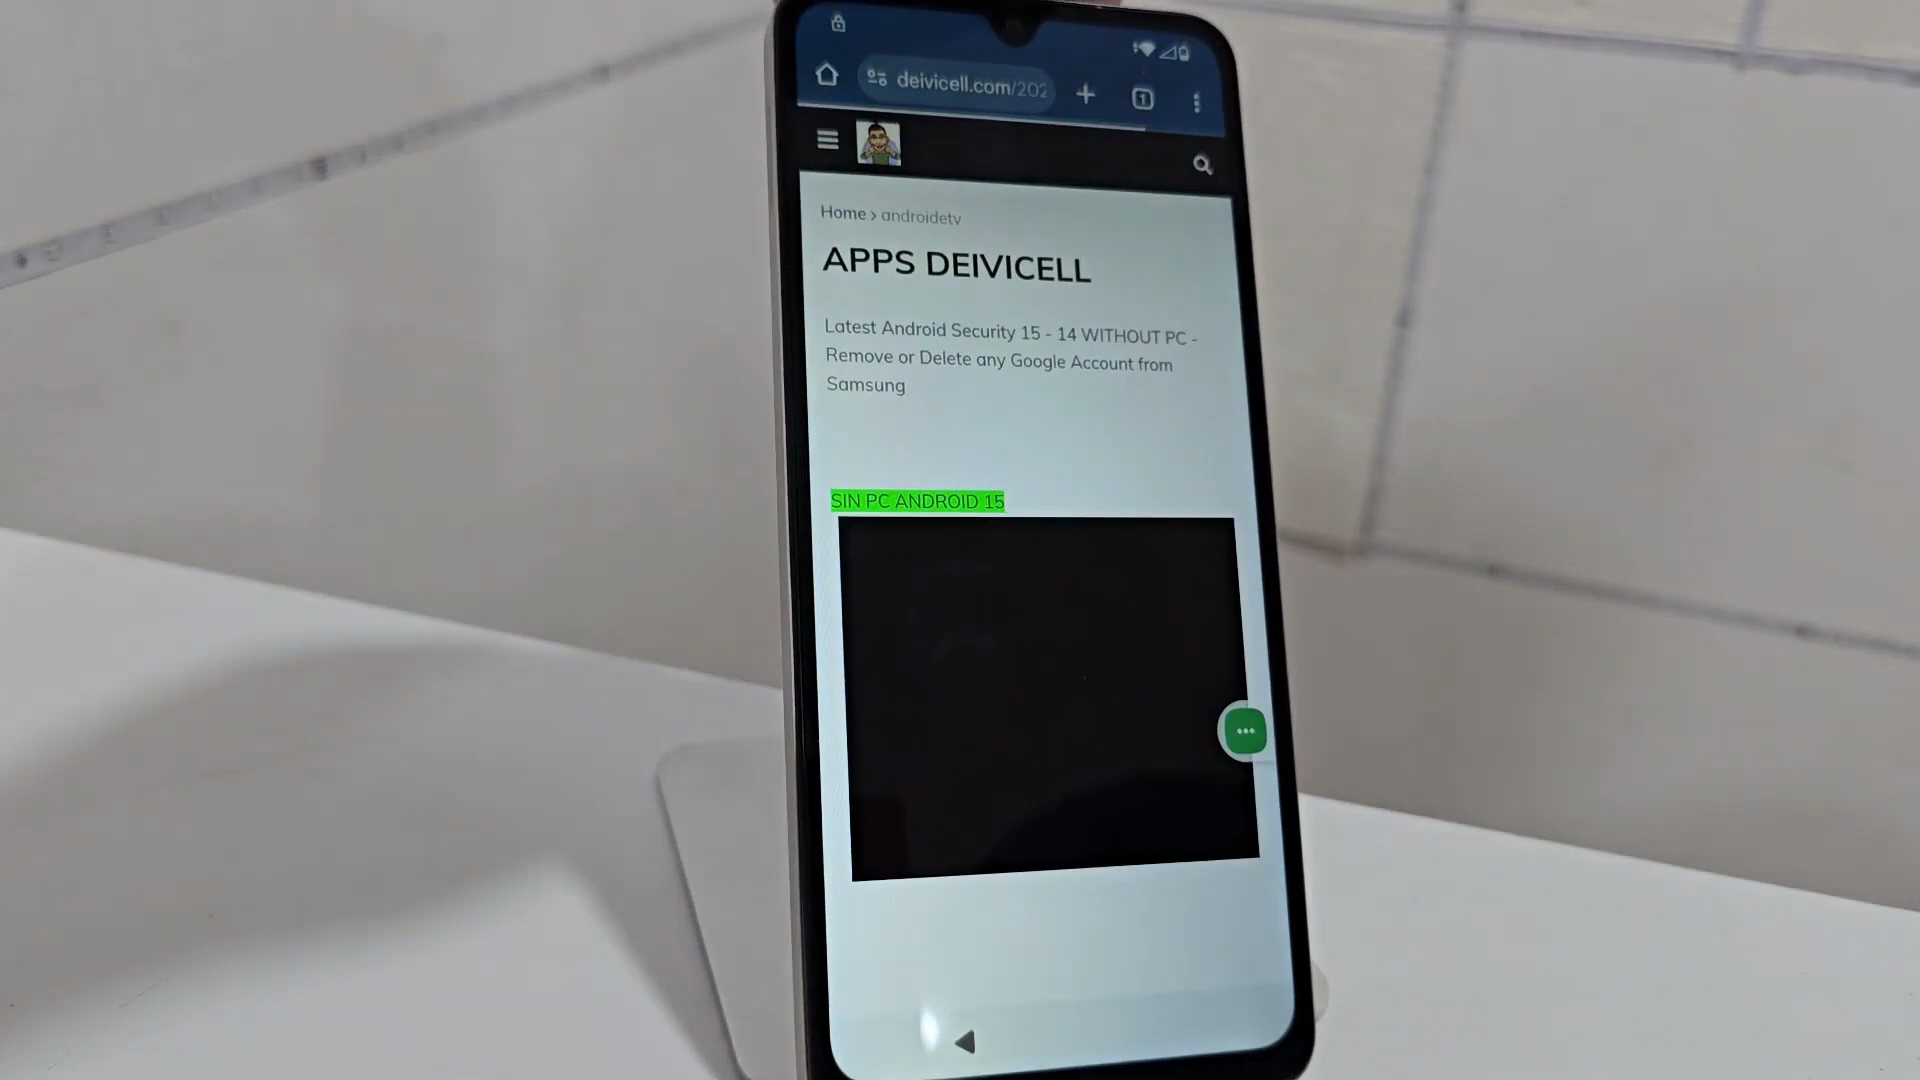 deivicell.com/202
1
Home > androidetv
APPS DEIVICELL
Latest Android Security 15 - 14 WITHOUT PC -
Remove or Delete any Google Account from
Samsung
SIN PC ANDROID 15